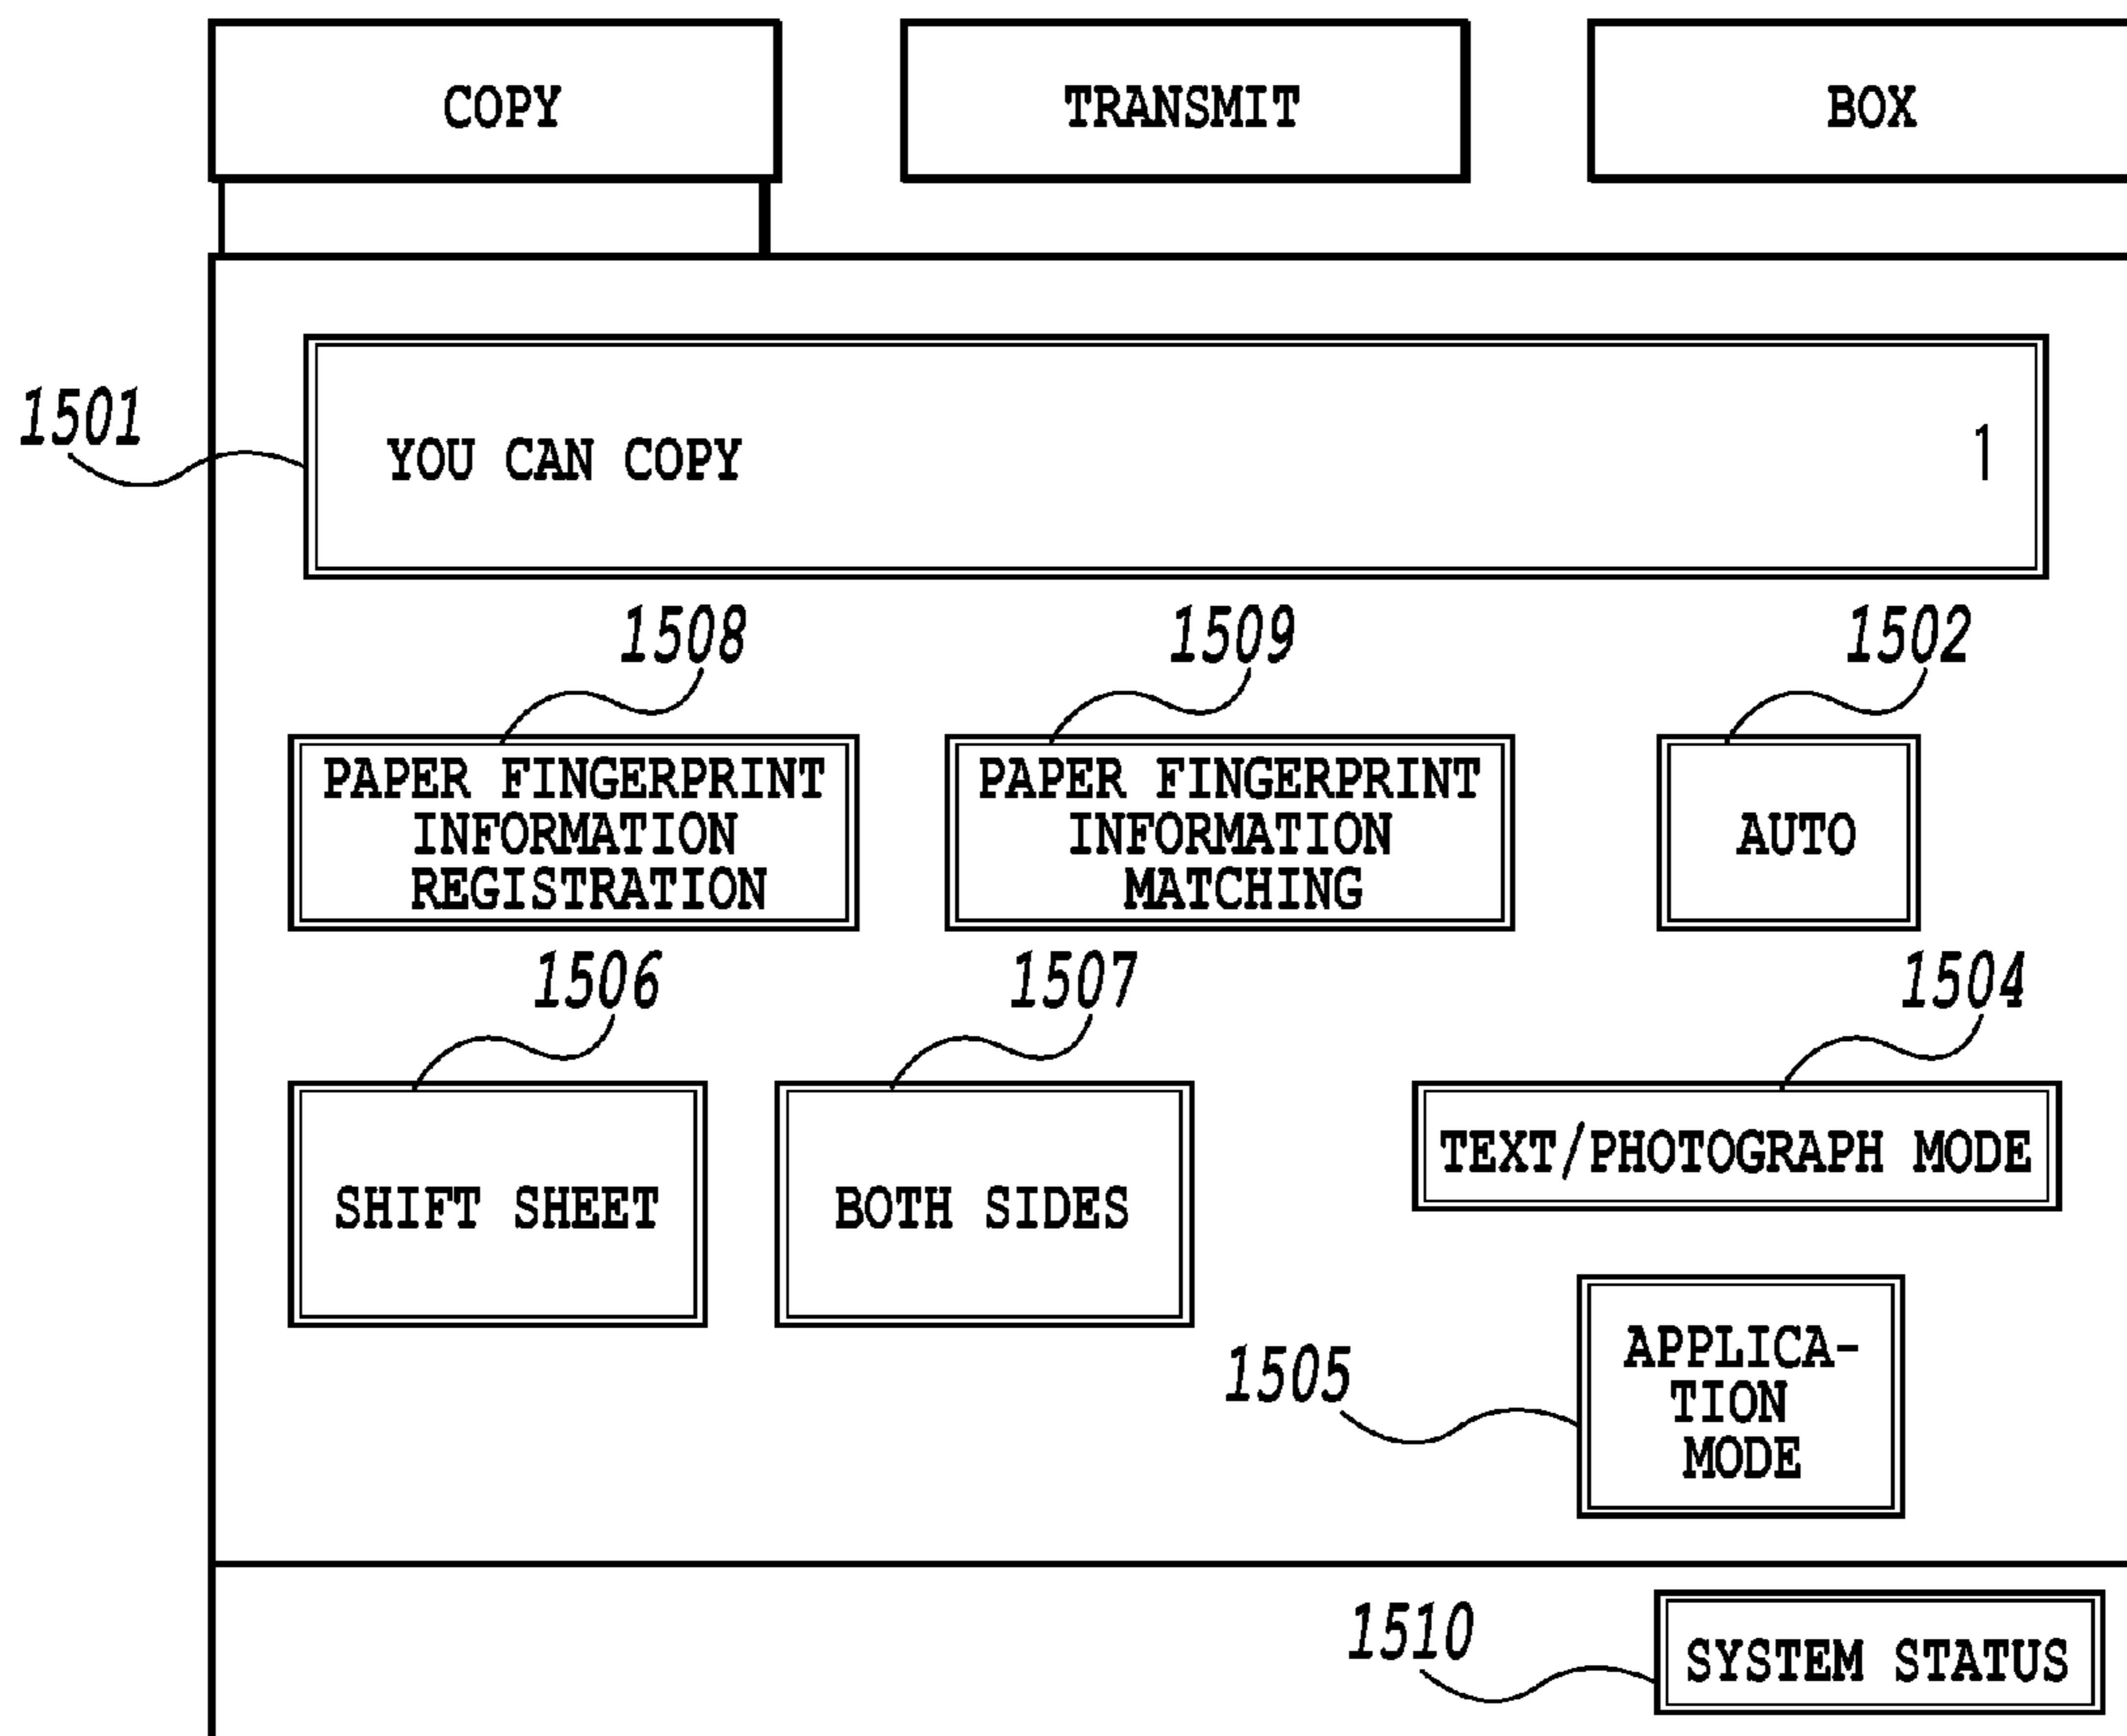 COPY
TRANSMIT
BOX
1501
YOU CAN COPY
1
1508
1509
1502
PAPER FINGERPRINT
INFORMATION
REGISTRATION
PAPER FINGERPRINT
INFORMATION
MATCHING
AUTO
1506
1507
1504
SHIFT SHEET
BOTH SIDES
TEXT/PHOTOGRAPH MODE
1505
APPLICA-
TION
MODE
1510
SYSTEM STATUS